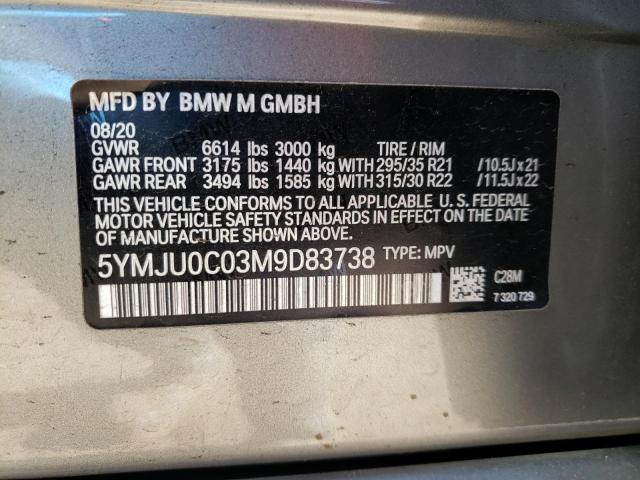 MFD BY BMW M GMBH
08/20
GVWR 6614 lbs 3000 kg TIRE / RIM
GAWR FRONT 3175 lbs 1440 kg WITH 295/35 R21 /10.5J x 21
GAWR REAR 3494 lbs 1585 kg WITH 315/30 R22 /11.5J x 22
THIS VEHICLE CONFORMS TO ALL APPLICABLE U. S. FEDERAL
MOTOR VEHICLE SAFETY STANDARDS IN EFFECT ON THE DATE
OF MANUFACTURE SHOWN ABOVE.
5YMJU0C03M9D83738 TYPE: MPV
C28M
7 320 729